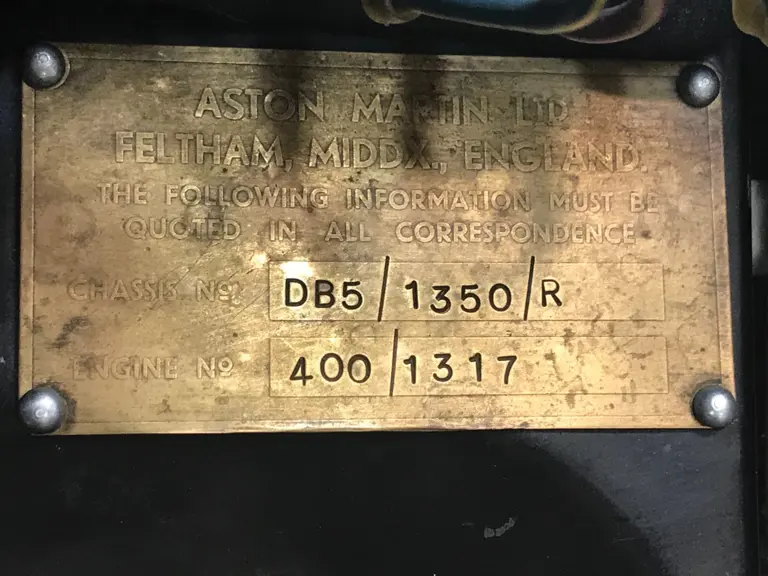 ASTON MARTIN LTD
FELTHAM, MIDDX., ENGLAND.
THE FOLLOWING INFORMATION MUST BE
QUOTED IN ALL CORRESPONDENCE
CHASSIS Nº DB5/1350/R
ENGINE Nº 400/1317